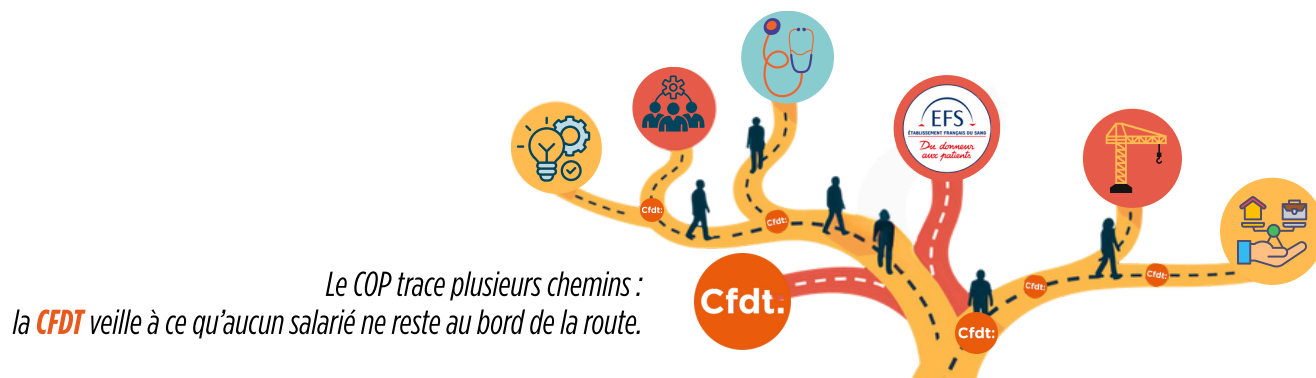 EFS
ÉTABLISSEMENT FRANÇAIS DU SANG
Du donneur
aux patients
Cfdt:
Cfdt:
Cfdt:
Cfdt:
Cfdt:
Cfdt:
Le COP trace plusieurs chemins :
la CFDT veille à ce qu’aucun salarié ne reste au bord de la route.